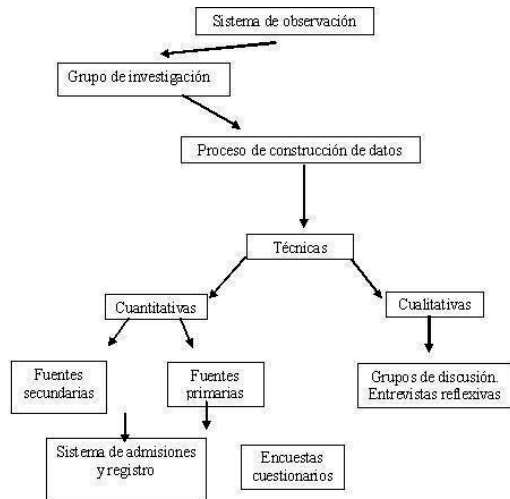 Sistema de observación
Grupo de investigación
Proceso de construcción de datos
Técnicas
Cuantitativas
Cualitativas
Fuentes
secundarias
Fuentes
primarias
Grupos de discusión.
Entrevistas reflexivas
Sistema de admisiones
y registro
Encuestas
cuestionarios